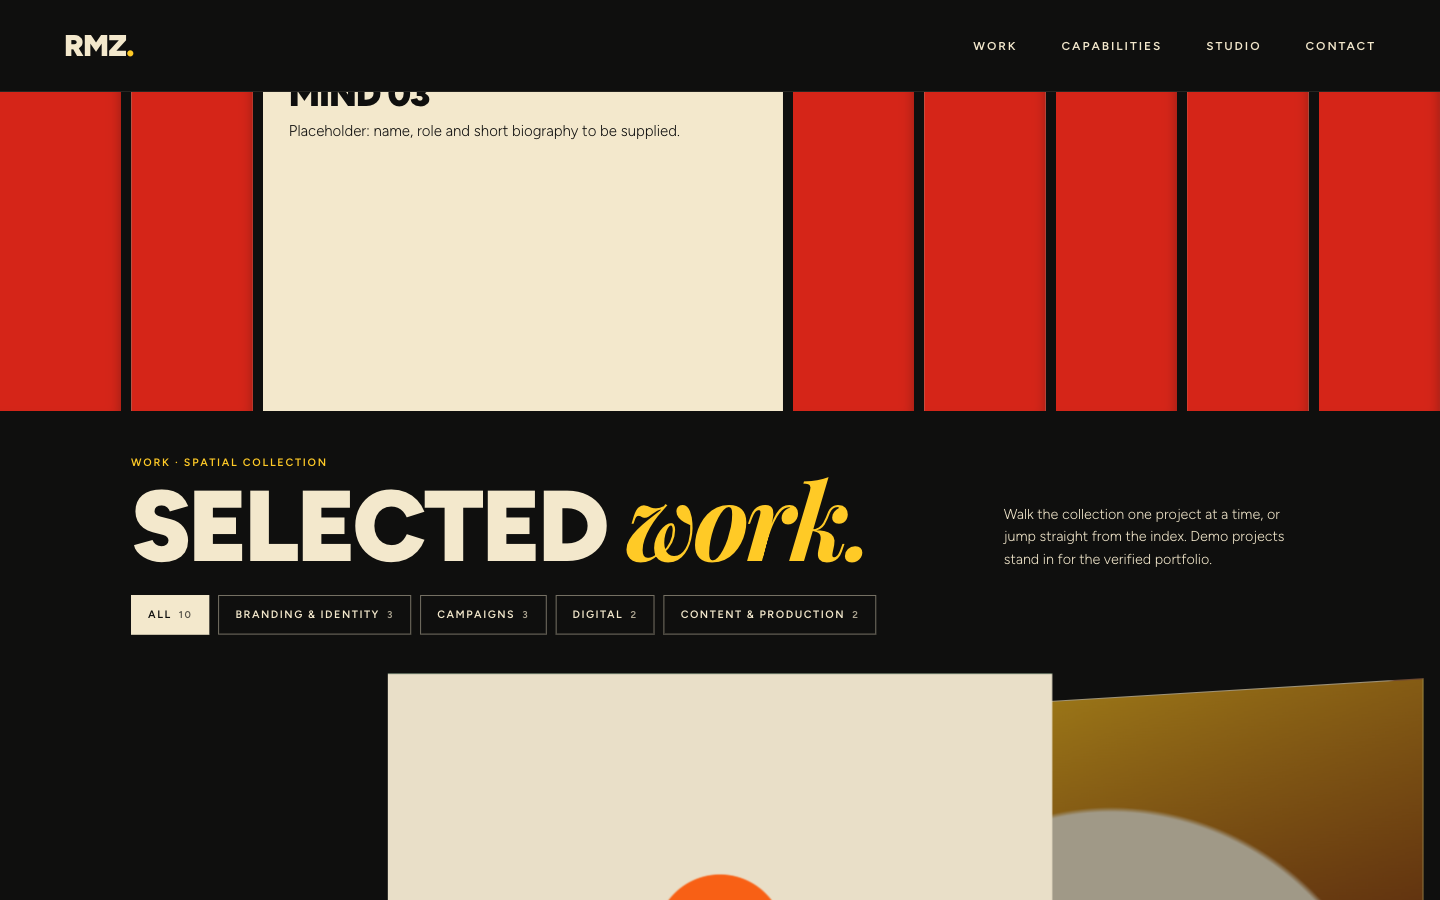 RMZ.
WORK CAPABILITIES STUDIO CONTACT
MIND 03
Placeholder: name, role and short biography to be supplied.
WORK · SPATIAL COLLECTION
SELECTED work.
Walk the collection one project at a time, or
jump straight from the index. Demo projects
stand in for the verified portfolio.
ALL 10 BRANDING & IDENTITY 3 CAMPAIGNS 3 DIGITAL 2 CONTENT & PRODUCTION 2